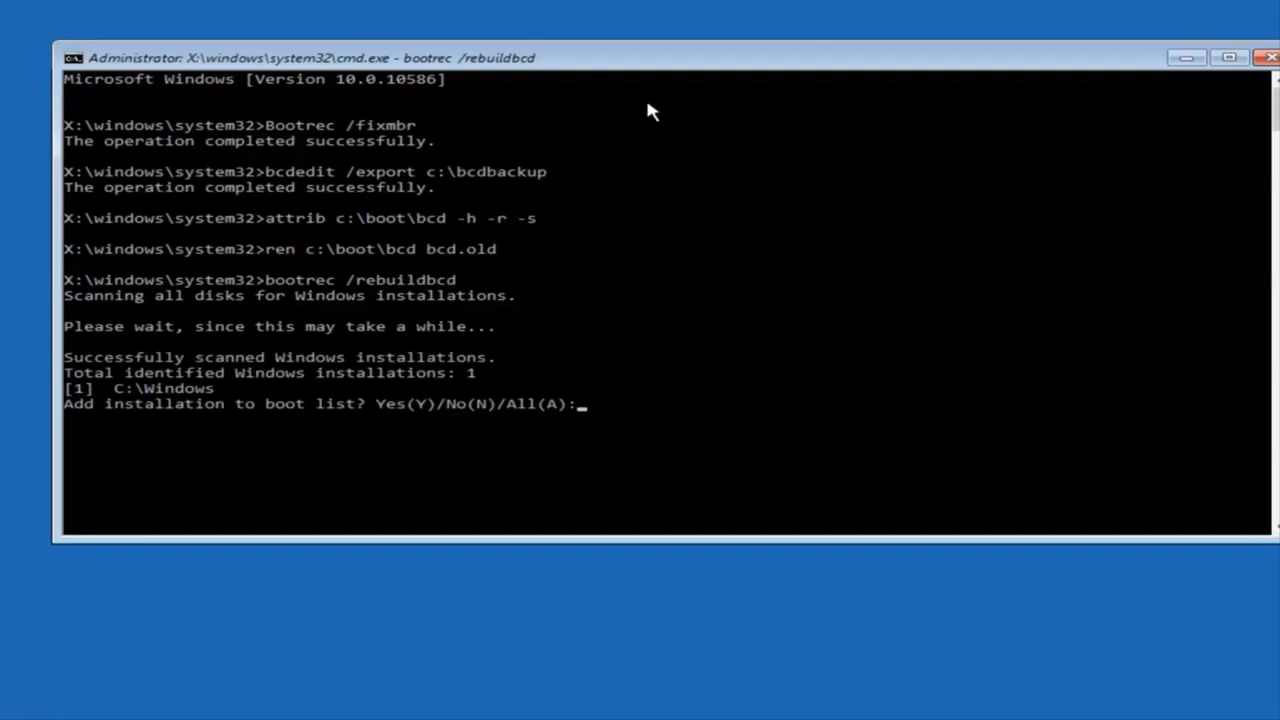 Administrator: X:\windows\system32\cmd.exe - bootrec /rebuildbcd
Microsoft Windows [Version 10.0.10586]
X:\windows\system32>Bootrec /fixmbr
The operation completed successfully.
X:\windows\system32>bcdedit /export c:\bcdbackup
The operation completed successfully.
X:\windows\system32>attrib c:\boot\bcd -h -r -s
X:\windows\system32>ren c:\boot\bcd bcd.old
X:\windows\system32>bootrec /rebuildbcd
Scanning all disks for Windows installations.
Please wait, since this may take a while...
Successfully scanned Windows installations.
Total identified Windows installations: 1
[1]  C:\Windows
Add installation to boot list? Yes(Y)/No(N)/All(A):